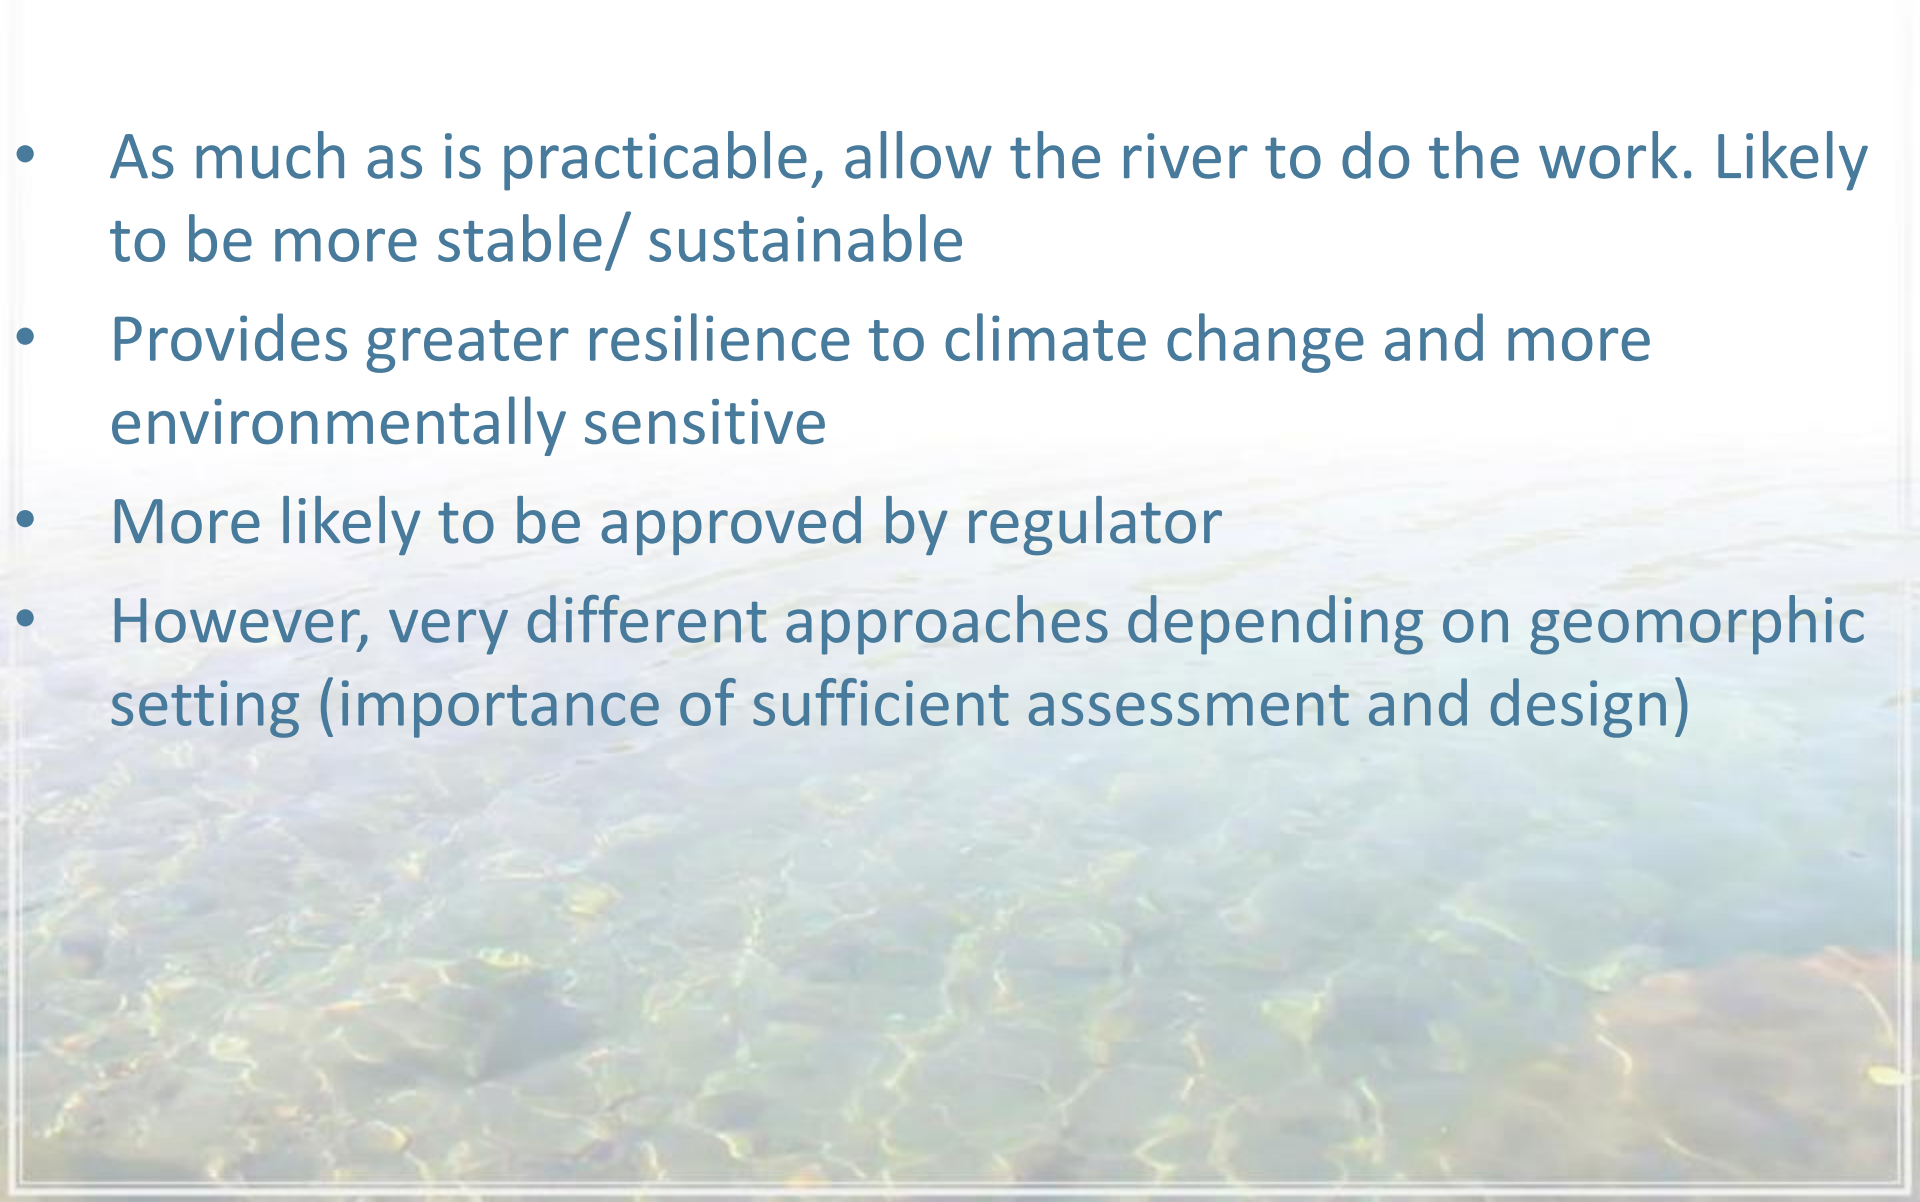 • As much as is practicable, allow the river to do the work. Likely
to be more stable/ sustainable
• Provides greater resilience to climate change and more
environmentally sensitive
• More likely to be approved by regulator
• However, very different approaches depending on geomorphic
setting (importance of sufficient assessment and design)